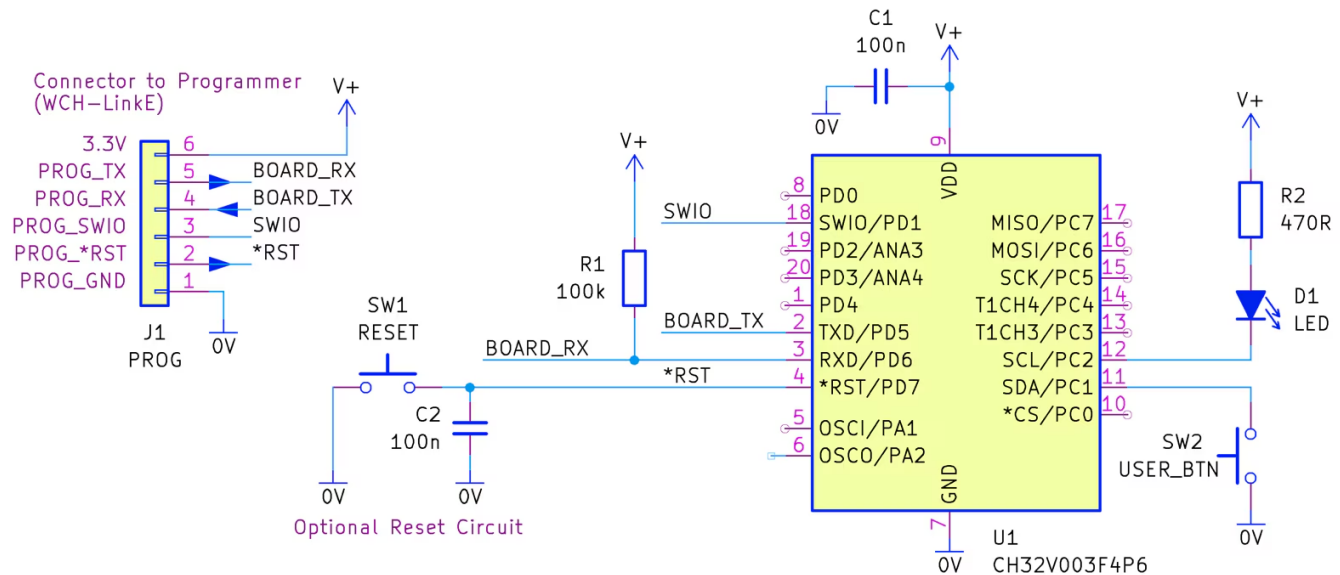 Connector to Programmer
(WCH-LinkE)
V+
3.3V 6
PROG_TX 5 BOARD_RX
PROG_RX 4 BOARD_TX
PROG_SWIO 3 SWIO
PROG_*RST 2 *RST
PROG_GND 1
J1
PROG
0V
SW1
RESET
C2
100n
0V
0V
Optional Reset Circuit
V+
R1
100k
BOARD_RX
BOARD_TX
*RST
SWIO
C1
100n
0V
V+
9
VDD
8 PD0
18 SWIO/PD1
19 PD2/ANA3
20 PD3/ANA4
1 PD4
2 TXD/PD5
3 RXD/PD6
4 *RST/PD7
5 OSCI/PA1
6 OSCO/PA2
MISO/PC7 17
MOSI/PC6 16
SCK/PC5 15
T1CH4/PC4 14
T1CH3/PC3 13
SCL/PC2 12
SDA/PC1 11
*CS/PC0 10
GND
7
0V
U1
CH32V003F4P6
V+
R2
470R
D1
LED
SW2
USER_BTN
0V